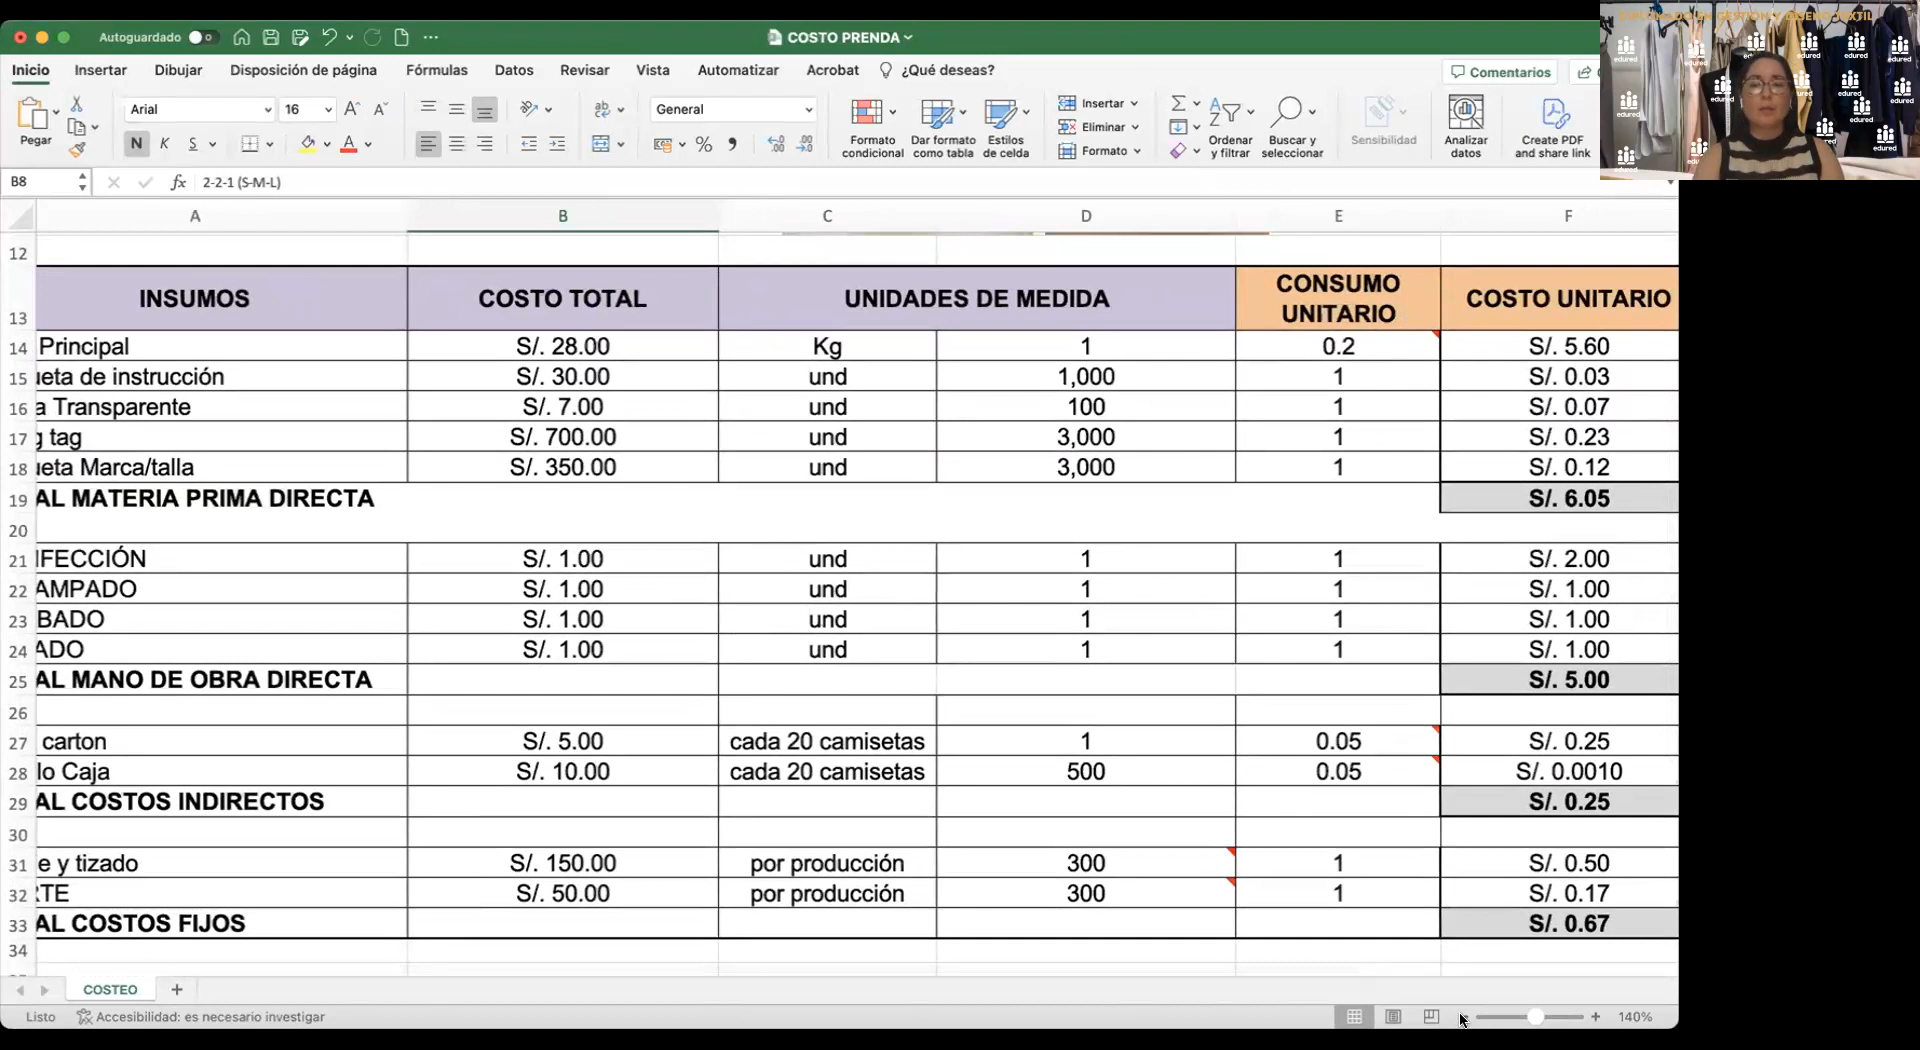 Autoguardado
COSTO PRENDA
Inicio Insertar Dibujar Disposición de página Fórmulas Datos Revisar Vista Automatizar Acrobat ¿Qué deseas?
Comentarios
Pegar
Arial 16
N K S
General
Formato condicional
Dar formato como tabla
Estilos de celda
Insertar
Eliminar
Formato
Ordenar y filtrar
Buscar y seleccionar
Sensibilidad
Analizar datos
Create PDF and share link
B8 fx 2-2-1 (S-M-L)
A B C D E F
12
13 INSUMOS COSTO TOTAL UNIDADES DE MEDIDA CONSUMO UNITARIO COSTO UNITARIO
14 Principal S/. 28.00 Kg 1 0.2 S/. 5.60
15 ueta de instrucción S/. 30.00 und 1,000 1 S/. 0.03
16 a Transparente S/. 7.00 und 100 1 S/. 0.07
17 g tag S/. 700.00 und 3,000 1 S/. 0.23
18 ueta Marca/talla S/. 350.00 und 3,000 1 S/. 0.12
19 AL MATERIA PRIMA DIRECTA S/. 6.05
20
21 IFECCIÓN S/. 1.00 und 1 1 S/. 2.00
22 AMPADO S/. 1.00 und 1 1 S/. 1.00
23 BADO S/. 1.00 und 1 1 S/. 1.00
24 ADO S/. 1.00 und 1 1 S/. 1.00
25 AL MANO DE OBRA DIRECTA S/. 5.00
26
27 carton S/. 5.00 cada 20 camisetas 1 0.05 S/. 0.25
28 lo Caja S/. 10.00 cada 20 camisetas 500 0.05 S/. 0.0010
29 AL COSTOS INDIRECTOS S/. 0.25
30
31 e y tizado S/. 150.00 por producción 300 1 S/. 0.50
32 RTE S/. 50.00 por producción 300 1 S/. 0.17
33 AL COSTOS FIJOS S/. 0.67
34
COSTEO
Listo Accesibilidad: es necesario investigar
140%
edured